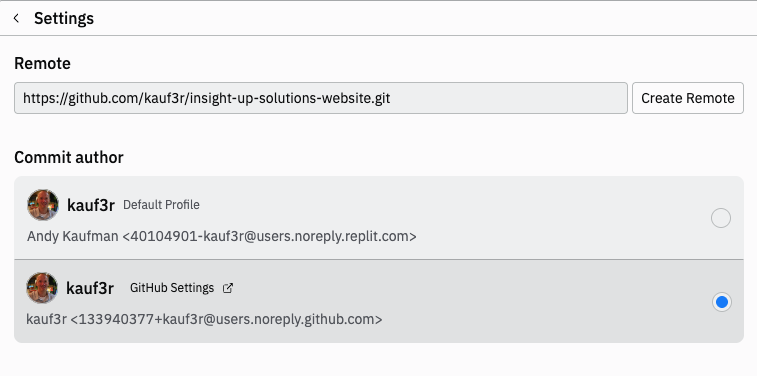 Settings
Remote
https://github.com/kauf3r/insight-up-solutions-website.git Create Remote
Commit author
kauf3r Default Profile
Andy Kaufman <40104901-kauf3r@users.noreply.replit.com>
kauf3r GitHub Settings
kauf3r <133940377+kauf3r@users.noreply.github.com>